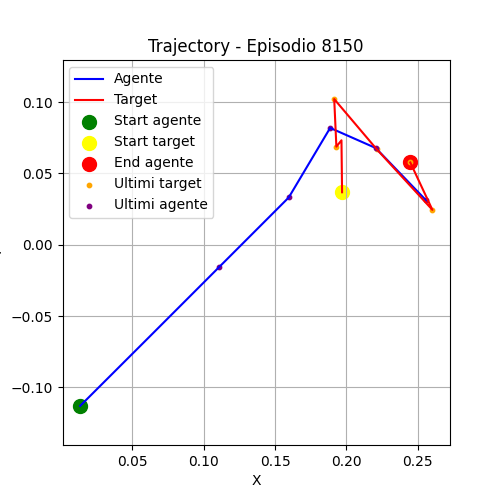 Trajectory - Episodio 8150
Agente
Target
Start agente
Start target
End agente
Ultimi target
Ultimi agente
0.10
0.05
0.00
−0.05
−0.10
0.05
0.10
0.15
0.20
0.25
X